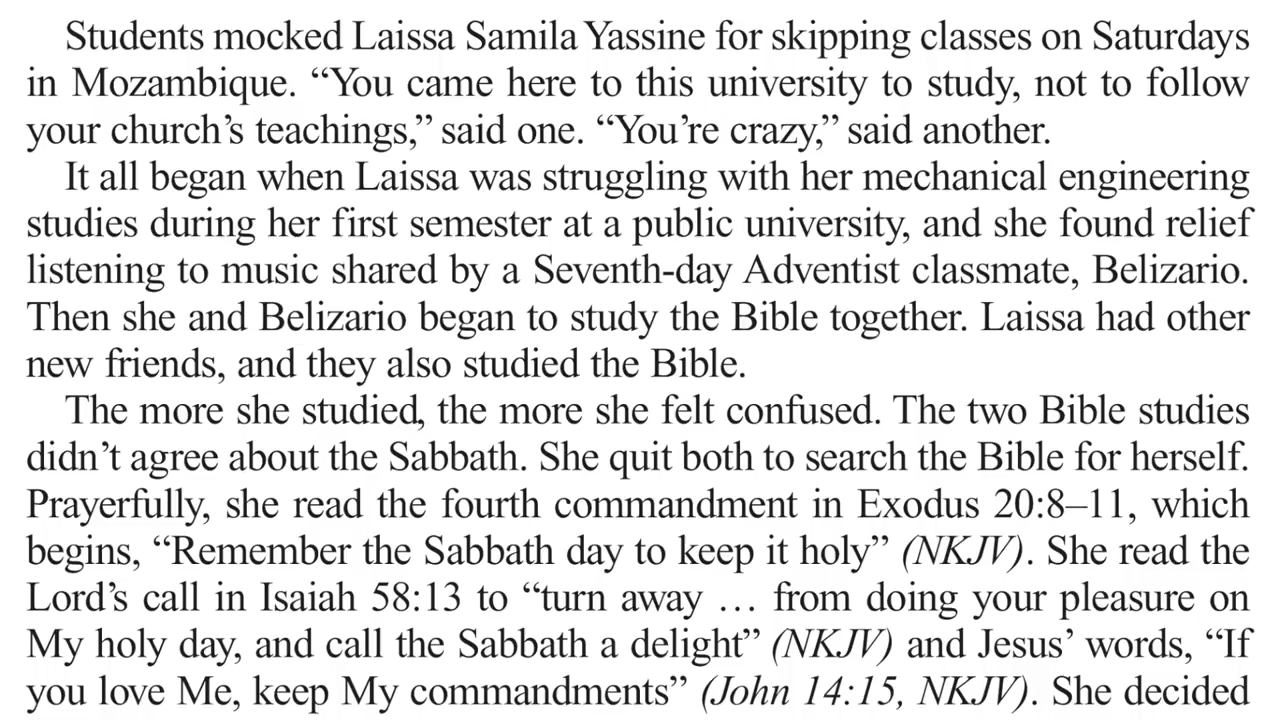 Students mocked Laissa Samila Yassine for skipping classes on Saturdays
in Mozambique. “You came here to this university to study, not to follow
your church’s teachings,” said one. “You’re crazy,” said another.
It all began when Laissa was struggling with her mechanical engineering
studies during her first semester at a public university, and she found relief
listening to music shared by a Seventh-day Adventist classmate, Belizario.
Then she and Belizario began to study the Bible together. Laissa had other
new friends, and they also studied the Bible.
The more she studied, the more she felt confused. The two Bible studies
didn’t agree about the Sabbath. She quit both to search the Bible for herself.
Prayerfully, she read the fourth commandment in Exodus 20:8–11, which
begins, “Remember the Sabbath day to keep it holy” (NKJV). She read the
Lord’s call in Isaiah 58:13 to “turn away … from doing your pleasure on
My holy day, and call the Sabbath a delight” (NKJV) and Jesus’ words, “If
you love Me, keep My commandments” (John 14:15, NKJV). She decided